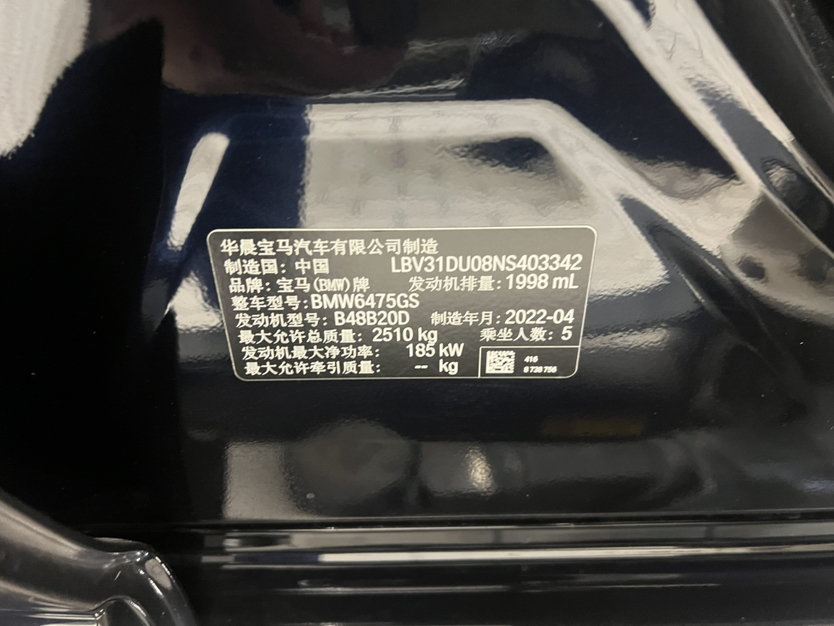 华晨宝马汽车有限公司制造
制造国：中国 LBV31DU08NS403342
品牌：宝马(BMW)牌 发动机排量：1998 mL
整车型号：BMW6475GS
发动机型号：B48B20D 制造年月：2022-04
最大允许总质量：2510 kg 乘坐人数：5
发动机最大净功率：185 kW
最大允许牵引质量：-- kg
416
8 738 756